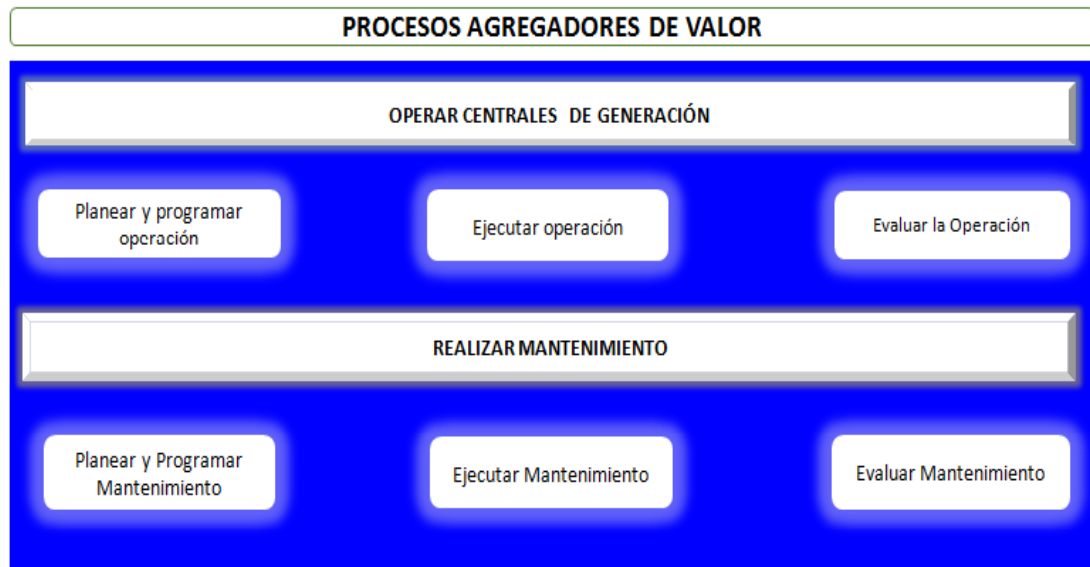 PROCESOS AGREGADORES DE VALOR
OPERAR CENTRALES DE GENERACIÓN
Planear y programar
operación
Ejecutar operación
Evaluar la Operación
REALIZAR MANTENIMIENTO
Planear y Programar
Mantenimiento
Ejecutar Mantenimiento
Evaluar Mantenimiento